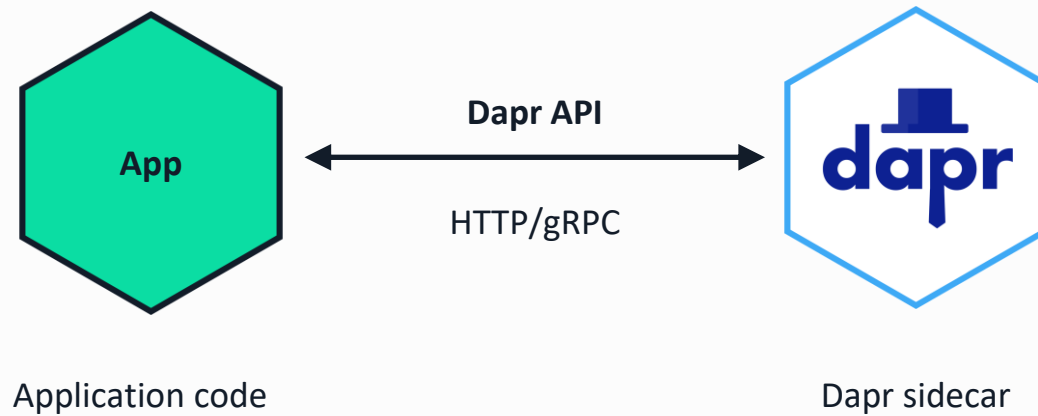 Dapr API
App
dapr
HTTP/gRPC
Application code
Dapr sidecar